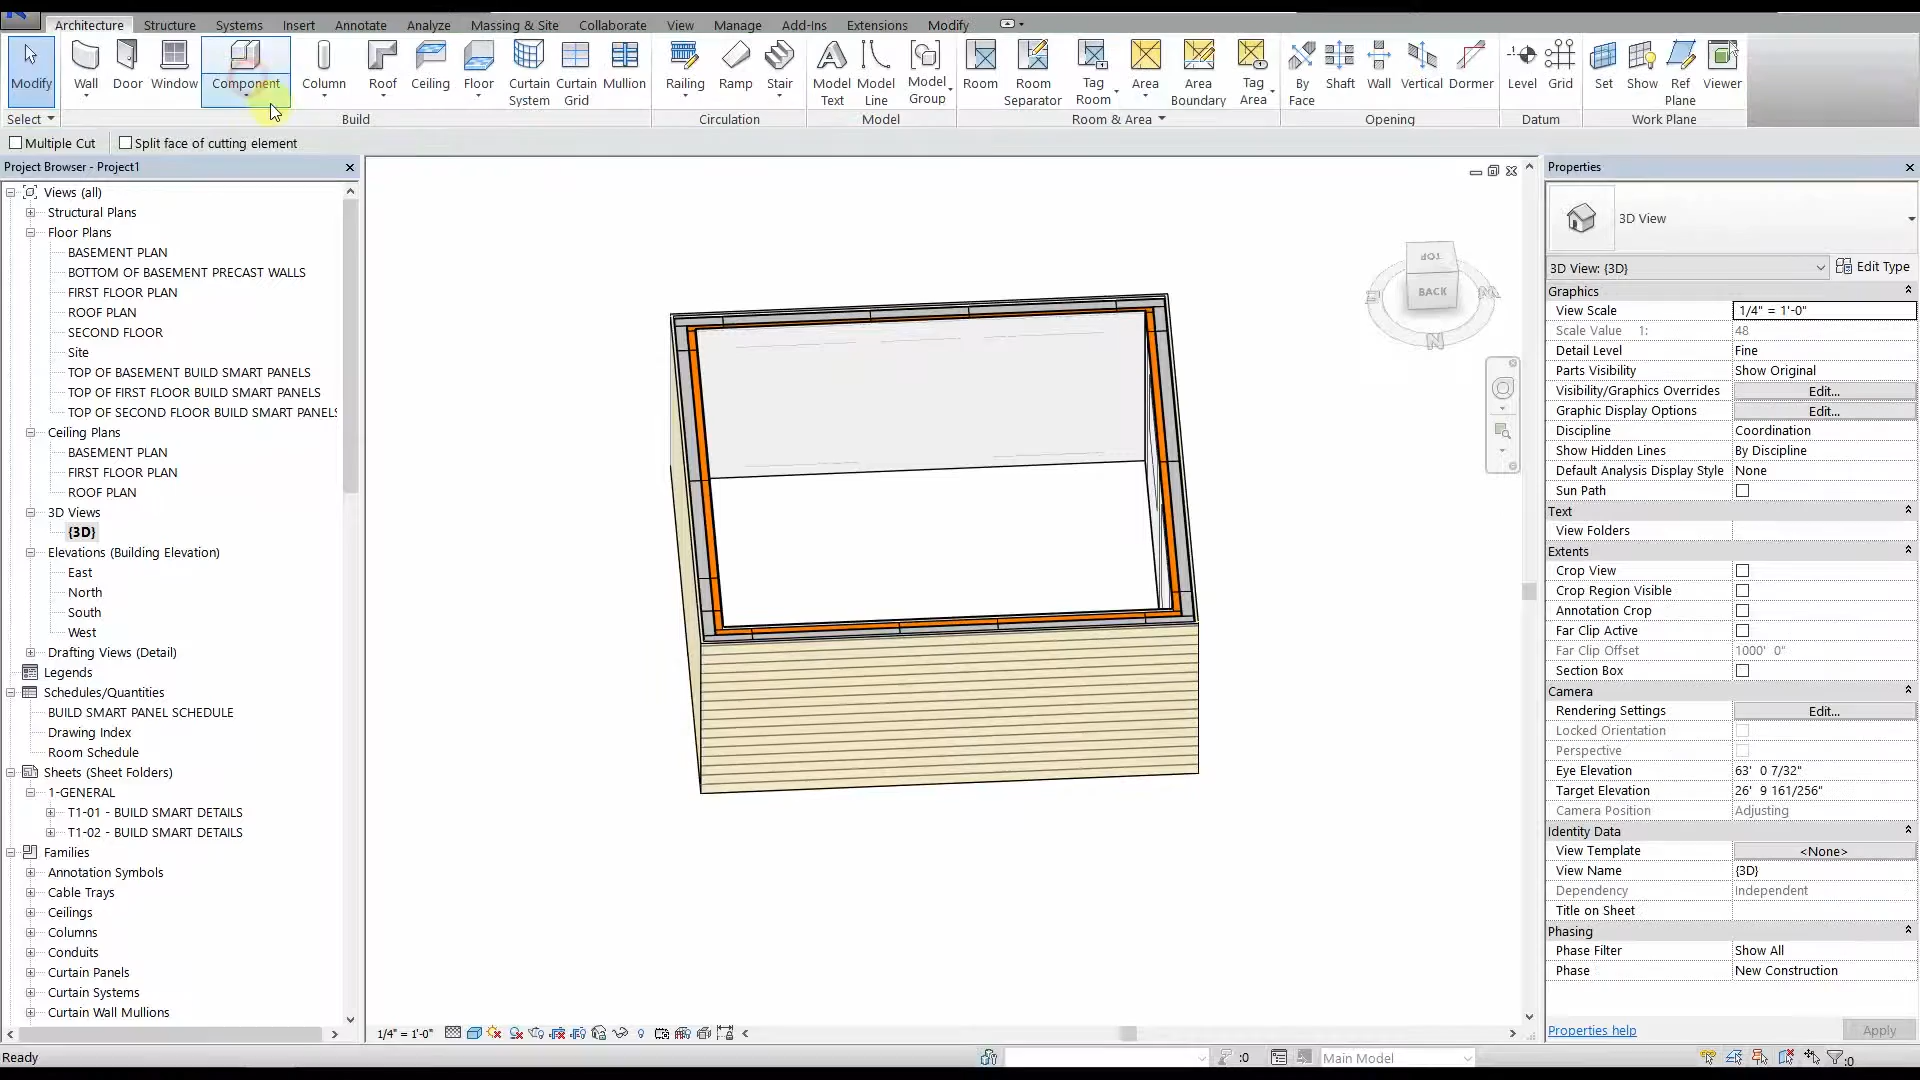 Architecture Structure Systems Insert Annotate Analyze Massing & Site Collaborate View Manage Add-Ins Extensions Modify
Modify Wall Door Window Component Column Roof Ceiling Floor Curtain System Curtain Grid Mullion Railing Ramp Stair Model Text Model Line Model Group Room Room Separator Tag Room Area Area Boundary Tag Area By Face Shaft Wall Vertical Dormer Level Grid Set Show Ref Plane Viewer
Select Build Circulation Model Room & Area Opening Datum Work Plane
Multiple Cut Split face of cutting element
Project Browser - Project1
Views (all)
Structural Plans
Floor Plans
BASEMENT PLAN
BOTTOM OF BASEMENT PRECAST WALLS
FIRST FLOOR PLAN
ROOF PLAN
SECOND FLOOR
Site
TOP OF BASEMENT BUILD SMART PANELS
TOP OF FIRST FLOOR BUILD SMART PANELS
TOP OF SECOND FLOOR BUILD SMART PANELS
Ceiling Plans
BASEMENT PLAN
FIRST FLOOR PLAN
ROOF PLAN
3D Views
{3D}
Elevations (Building Elevation)
East
North
South
West
Drafting Views (Detail)
Legends
Schedules/Quantities
BUILD SMART PANEL SCHEDULE
Drawing Index
Room Schedule
Sheets (Sheet Folders)
1-GENERAL
T1-01 - BUILD SMART DETAILS
T1-02 - BUILD SMART DETAILS
Families
Annotation Symbols
Cable Trays
Ceilings
Columns
Conduits
Curtain Panels
Curtain Systems
Curtain Wall Mullions
TOP
BACK
E
W
N
1/4" = 1'-0"
Properties
3D View
3D View: {3D} Edit Type
Graphics
View Scale 1/4" = 1'-0"
Scale Value 1: 48
Detail Level Fine
Parts Visibility Show Original
Visibility/Graphics Overrides Edit...
Graphic Display Options Edit...
Discipline Coordination
Show Hidden Lines By Discipline
Default Analysis Display Style None
Sun Path
Text
View Folders
Extents
Crop View
Crop Region Visible
Annotation Crop
Far Clip Active
Far Clip Offset 1000' 0"
Section Box
Camera
Rendering Settings Edit...
Locked Orientation
Perspective
Eye Elevation 63' 0 7/32"
Target Elevation 26' 9 161/256"
Camera Position Adjusting
Identity Data
View Template <None>
View Name {3D}
Dependency Independent
Title on Sheet
Phasing
Phase Filter Show All
Phase New Construction
Properties help Apply
Ready :0 Main Model :0